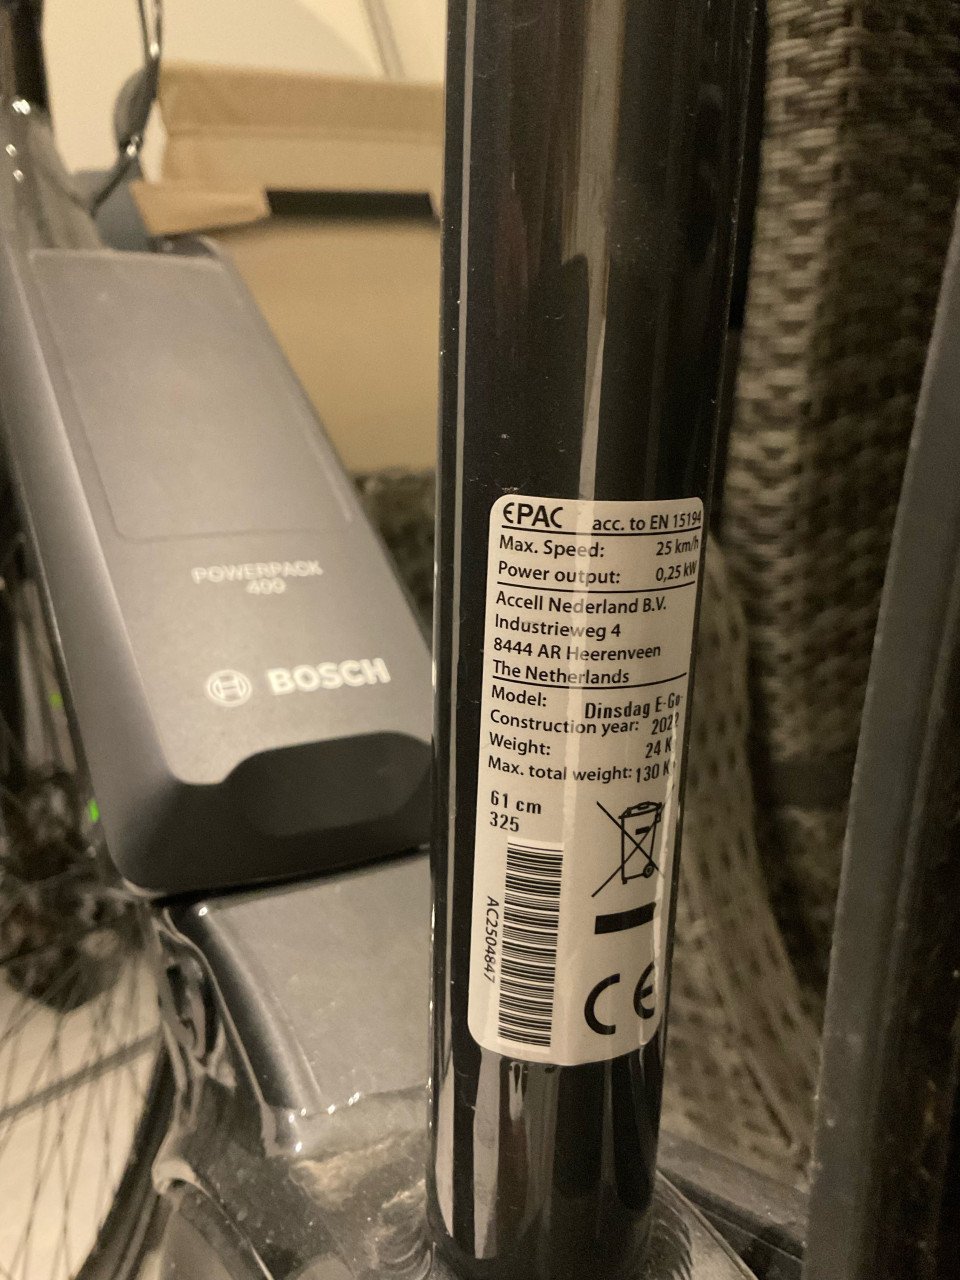 POWERPACK
400
BOSCH
EPAC acc. to EN 15194
Max. Speed: 25 km/h
Power output: 0,25 kW
Accell Nederland B.V.
Industrieweg 4
8444 AR Heerenveen
The Netherlands
Model: Dinsdag E-Go
Construction year: 2022
Weight: 24 K
Max. total weight: 130 K
61 cm
325
AC2504847
CE